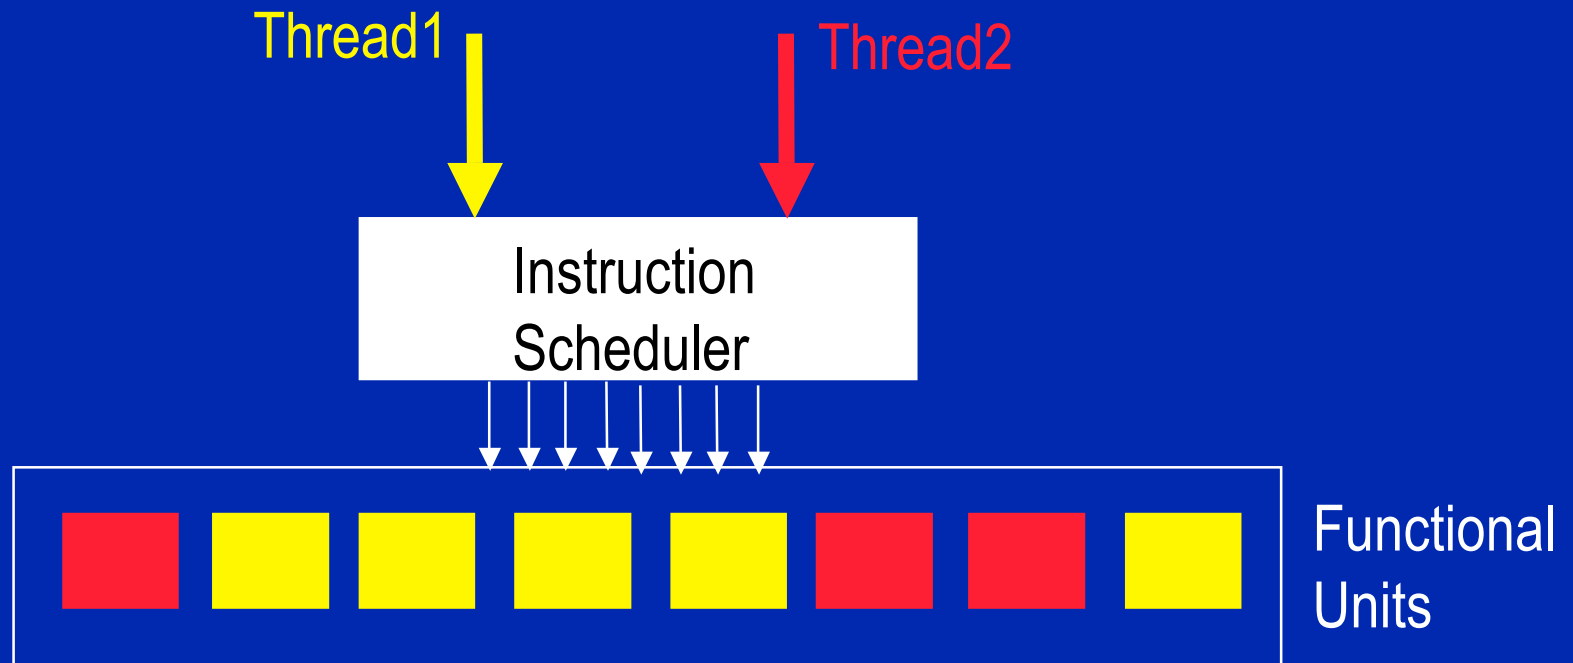 Thread1
Thread2
Instruction
Scheduler
Functional
Units